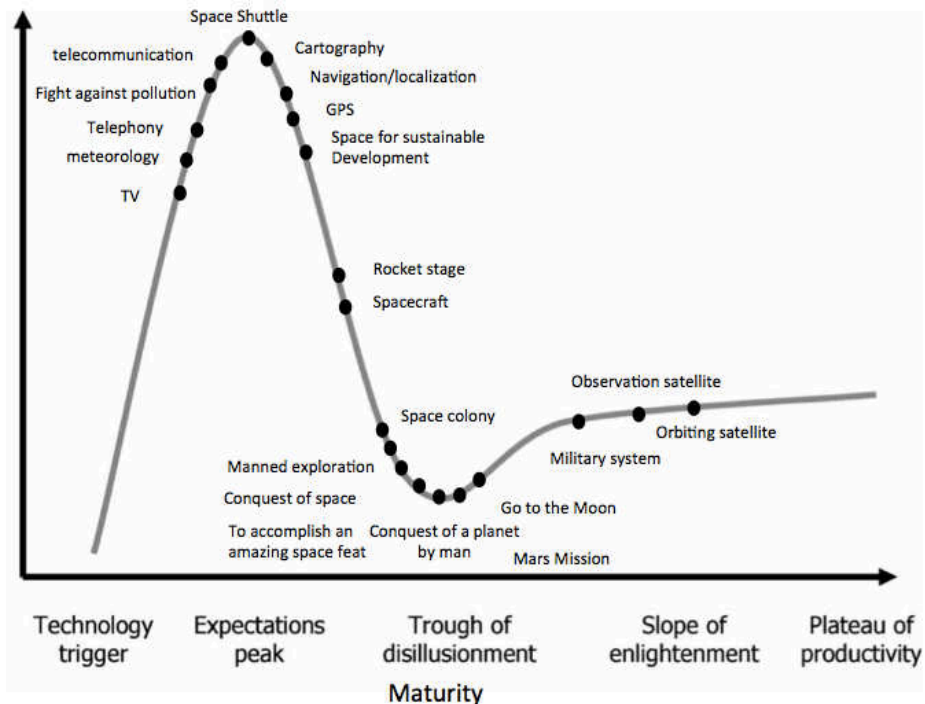 Space Shuttle
telecommunication
Cartography
Navigation/localization
Fight against pollution
GPS
Telephony
Space for sustainable
Development
meteorology
TV
Rocket stage
Spacecraft
Observation satellite
Space colony
Orbiting satellite
Military system
Manned exploration
Conquest of space
Go to the Moon
To accomplish an
amazing space feat
Conquest of a planet
by man
Mars Mission
Technology
trigger
Expectations
peak
Trough of
disillusionment
Slope of
enlightenment
Plateau of
productivity
Maturity